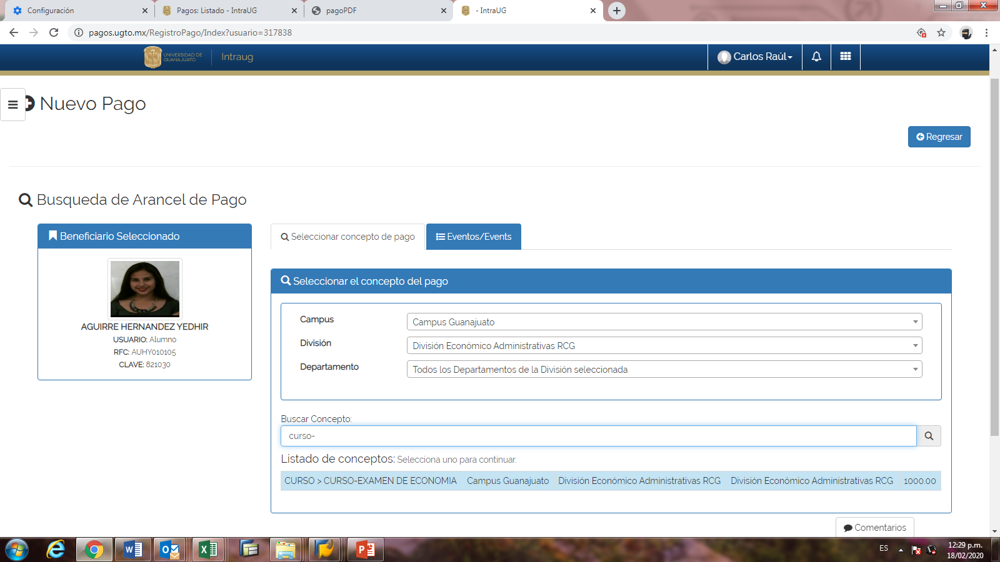 Configuración
Pagos: Listado - IntraUG
pagoPDF
- IntraUG
pagos.ugto.mx/RegistroPago/Index?usuario=317838
UNIVERSIDAD DE
GUANAJUATO
Intraug
Carlos Raúl
Nuevo Pago
Regresar
Busqueda de Arancel de Pago
Beneficiario Seleccionado
AGUIRRE HERNANDEZ YEDHIR
USUARIO: Alumno
RFC: AUHY010105
CLAVE: 821030
Seleccionar concepto de pago
Eventos/Events
Seleccionar el concepto del pago
Campus
Campus Guanajuato
División
División Económico Administrativas RCG
Departamento
Todos los Departamentos de la División seleccionada
Buscar Concepto:
curso-
Listado de conceptos: Selecciona uno para continuar.
CURSO > CURSO-EXAMEN DE ECONOMIA Campus Guanajuato División Económico Administrativas RCG División Económico Administrativas RCG 1000.00
Comentarios
ES
12:29 p.m.
18/02/2020